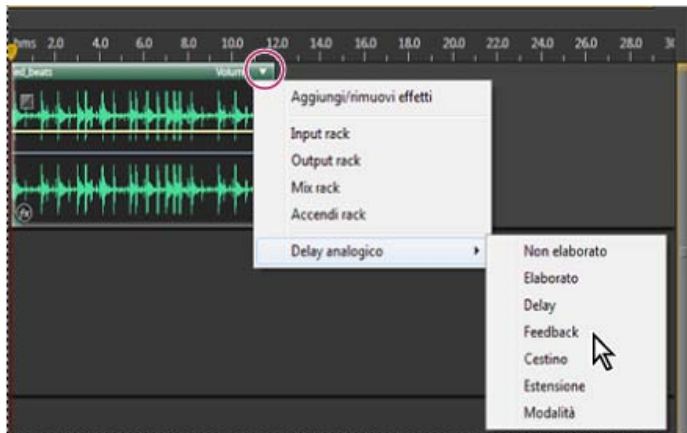 hms 2.0 4.0 6.0 8.0 10.0 12.0 14.0 16.0 18.0 20.0 22.0 24.0 26.0 28.0
ed_beats Volum
Aggiungi/rimuovi effetti
Input rack
Output rack
Mix rack
Accendi rack
Delay analogico
Non elaborato
Elaborato
Delay
Feedback
Cestino
Estensione
Modalità
fx